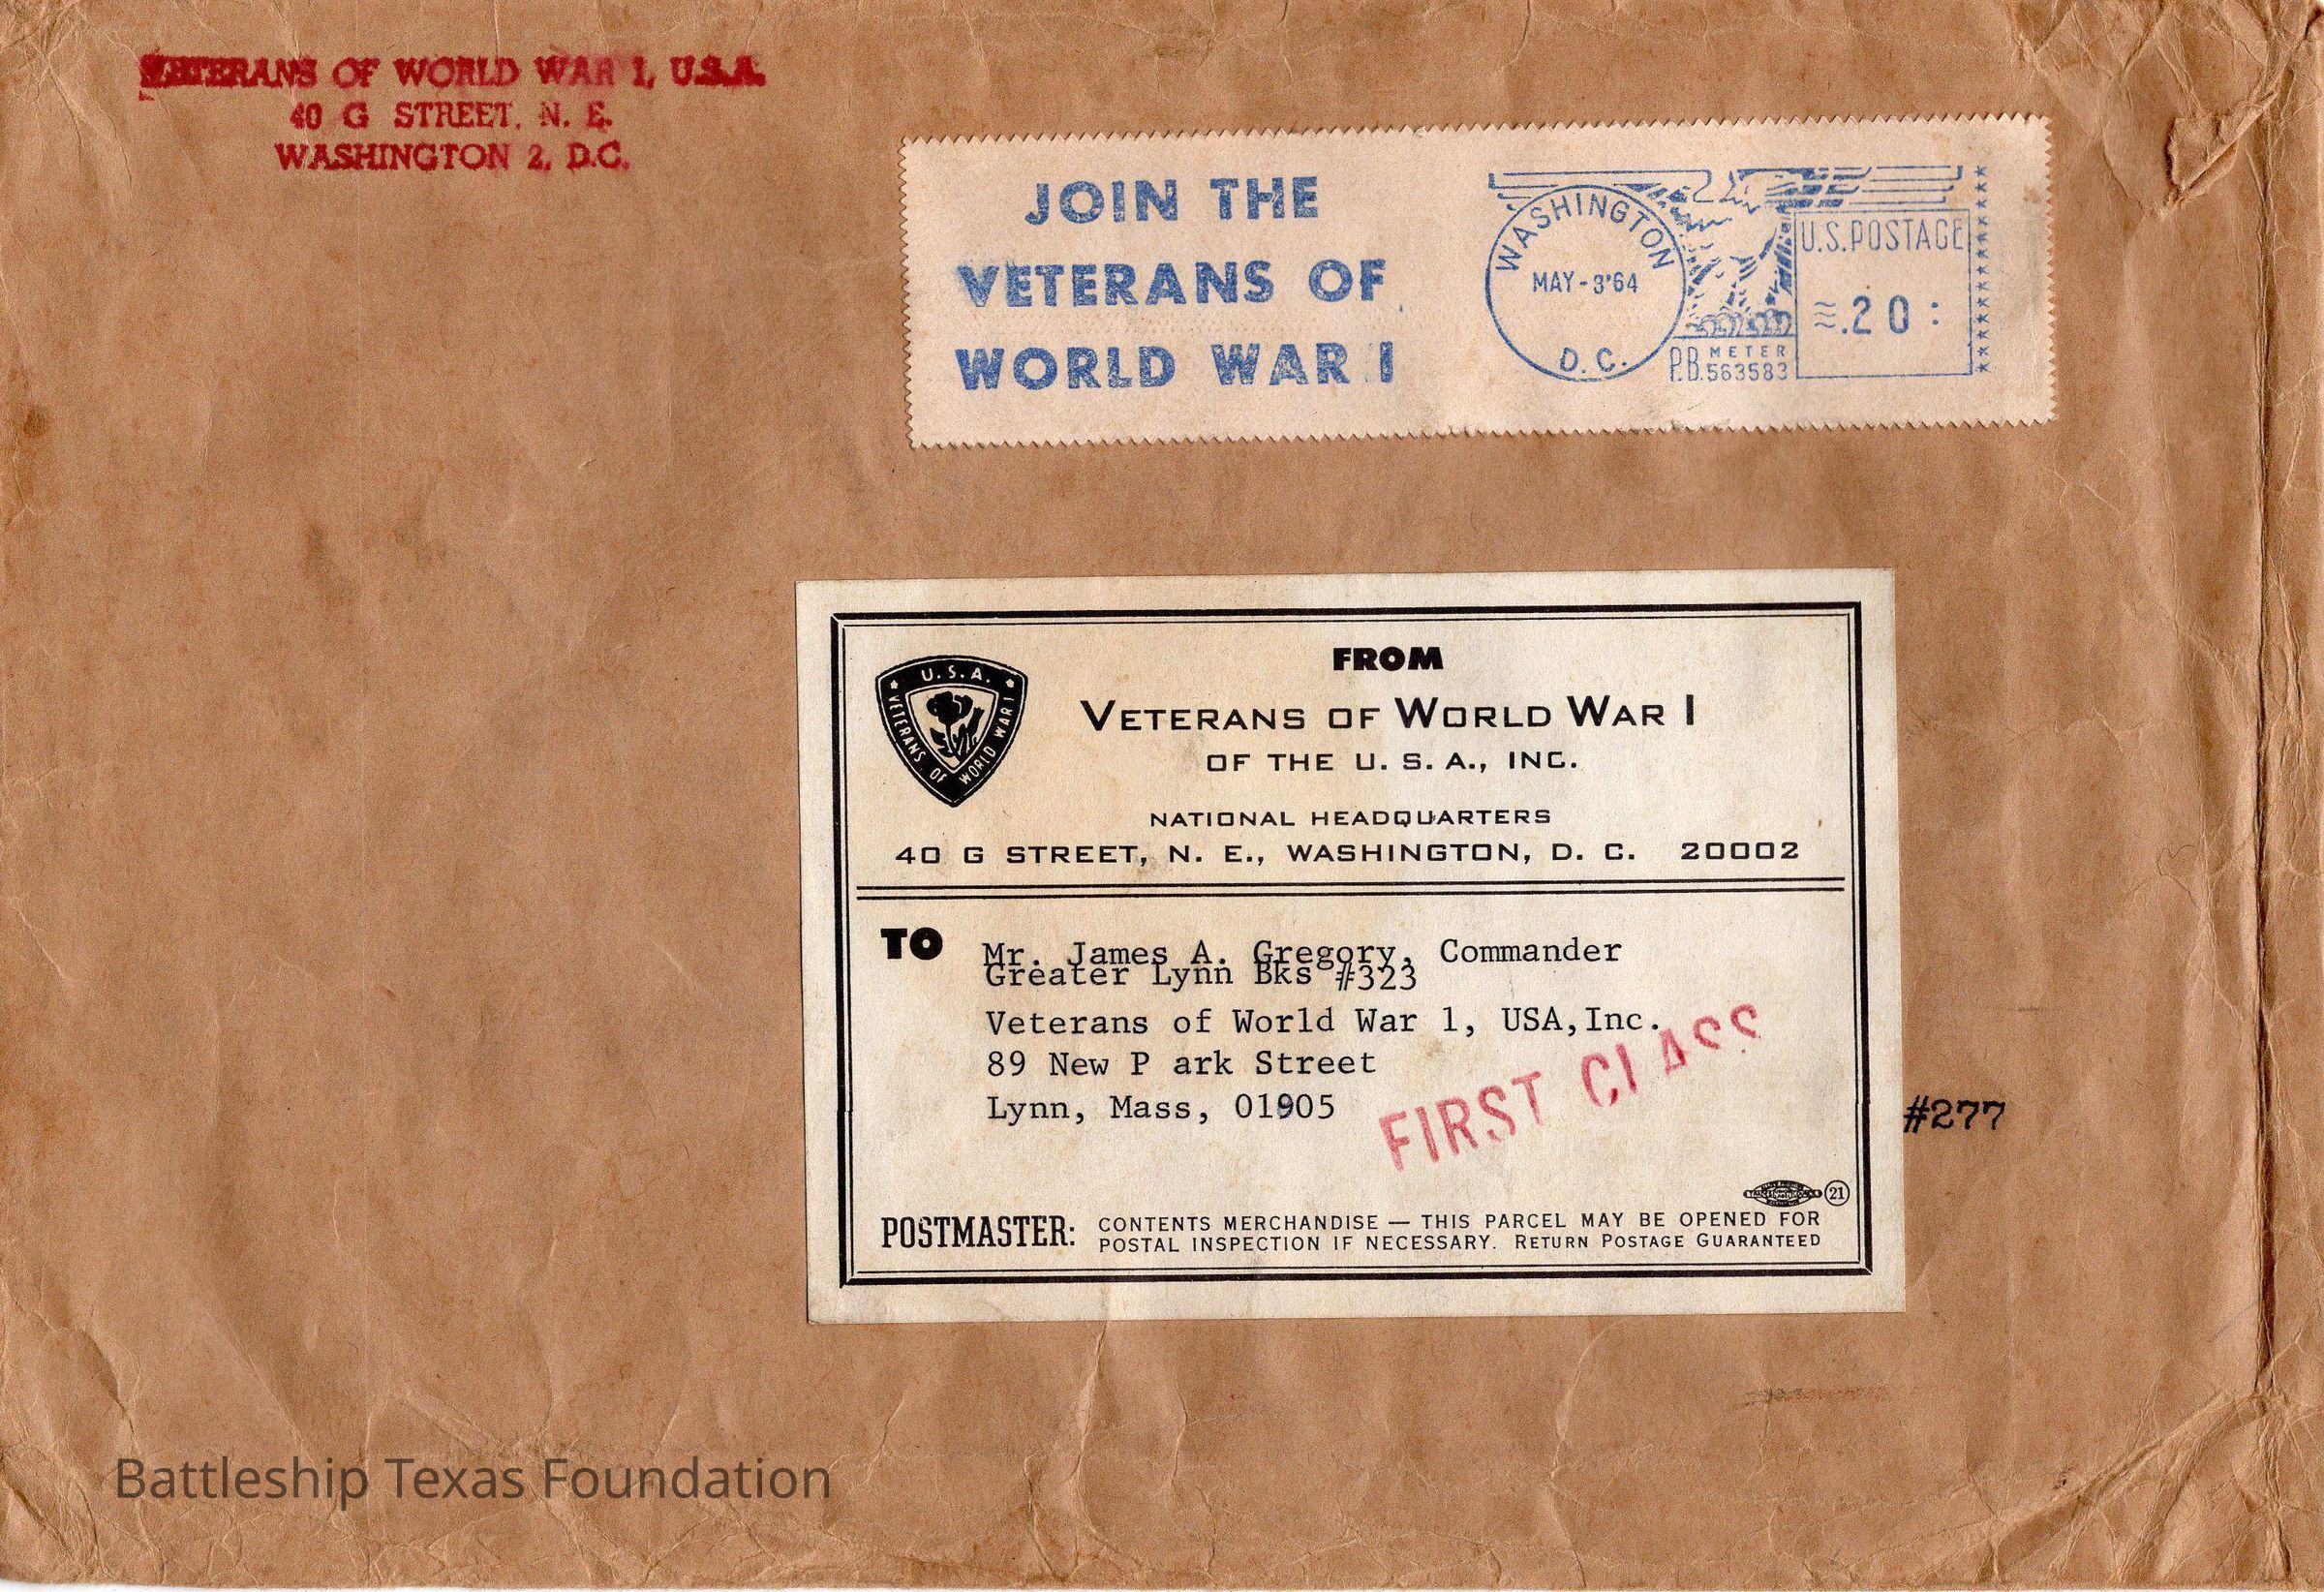 VETERANS OF WORLD WAR 1, U.S.A.
40 G STREET, N. E.
WASHINGTON 2, D.C.
JOIN THE
VETERANS OF
WORLD WAR I
WASHINGTON
MAY-3'64
D.C.
U.S.POSTAGE
.20
P.B. METER
563583
FROM
U.S.A.
VETERANS OF WORLD WAR I
VETERANS OF WORLD WAR I
OF THE U. S. A., INC.
NATIONAL HEADQUARTERS
40 G STREET, N. E., WASHINGTON, D. C. 20002
TO
Mr. James A. Gregory, Commander
Greater Lynn Bks #323
Veterans of World War 1, USA,Inc.
89 New P ark Street
Lynn, Mass, 01905
FIRST CLASS
#277
21
POSTMASTER: CONTENTS MERCHANDISE — THIS PARCEL MAY BE OPENED FOR
POSTAL INSPECTION IF NECESSARY. RETURN POSTAGE GUARANTEED
Battleship Texas Foundation